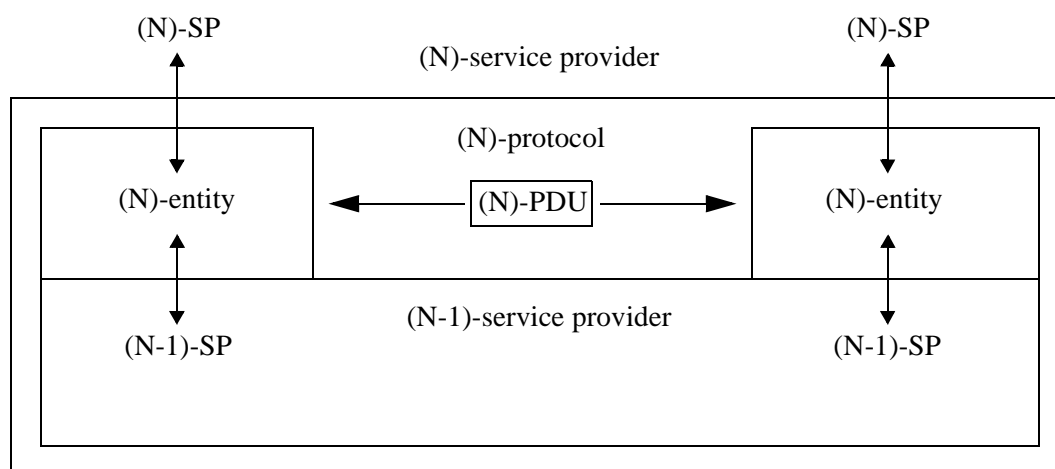 (N)-SP
(N)-SP
(N)-service provider
(N)-protocol
(N)-entity
(N)-PDU
(N)-entity
(N-1)-service provider
(N-1)-SP
(N-1)-SP